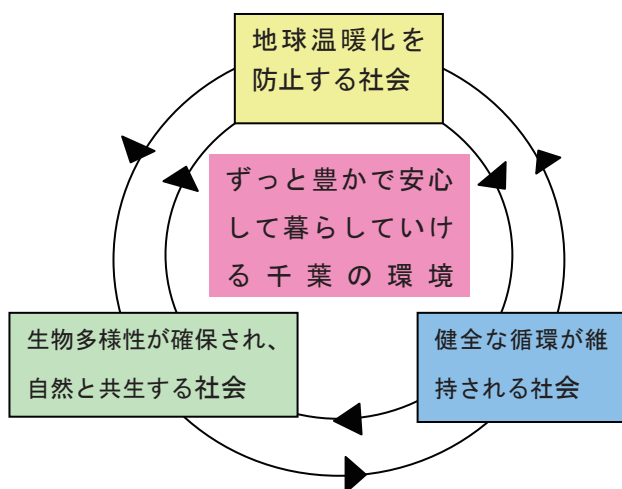 地球温暖化を
防止する社会
ずっと豊かで安心
して暮らしていけ
る千葉の環境
生物多様性が確保され、
自然と共生する社会
健全な循環が維
持される社会